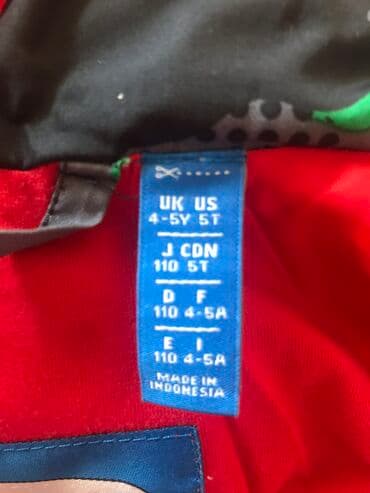 UK US
4-5Y 5T
J CDN
110 5T
D F
110 4-5A
E I
110 4-5A
MADE IN
INDONESIA